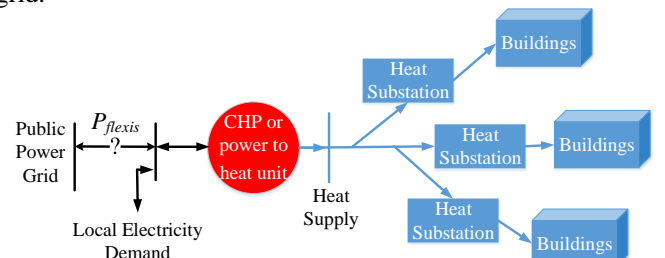 grid.
Buildings
Heat
Substation
Public
Power
Grid
P_flexis
?
CHP or
power to
heat unit
Heat
Substation
Buildings
Heat
Supply
Heat
Substation
Buildings
Local Electricity
Demand